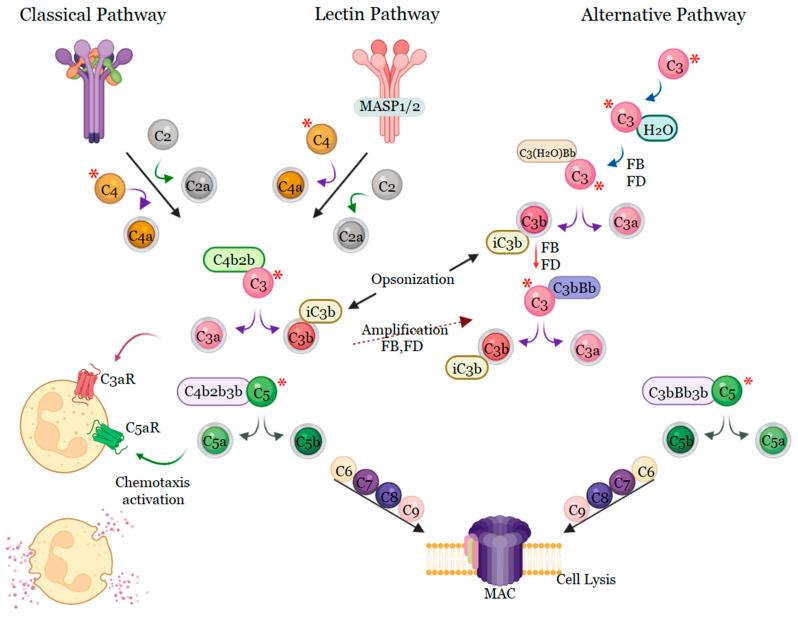 Classical Pathway
Lectin Pathway
Alternative Pathway
C3 *
MASP1/2
* C3
H2O
C2
* C4
C3(H2O)Bb
FB
FD
C3 *
* C4
C2a
C4a
C2
C4a
C2a
C3b
C3a
iC3b
FB
FD
C4b2b
C3 *
Opsonization
* C3
C3bBb
iC3b
C3a
C3b
Amplification
FB,FD
C3b
C3a
iC3b
C3aR
C4b2b3b
C5 *
C3bBb3b
C5 *
C5aR
C5a
C5b
C5b
C5a
Chemotaxis
activation
C6
C7
C8
C9
C6
C7
C8
C9
MAC
Cell Lysis